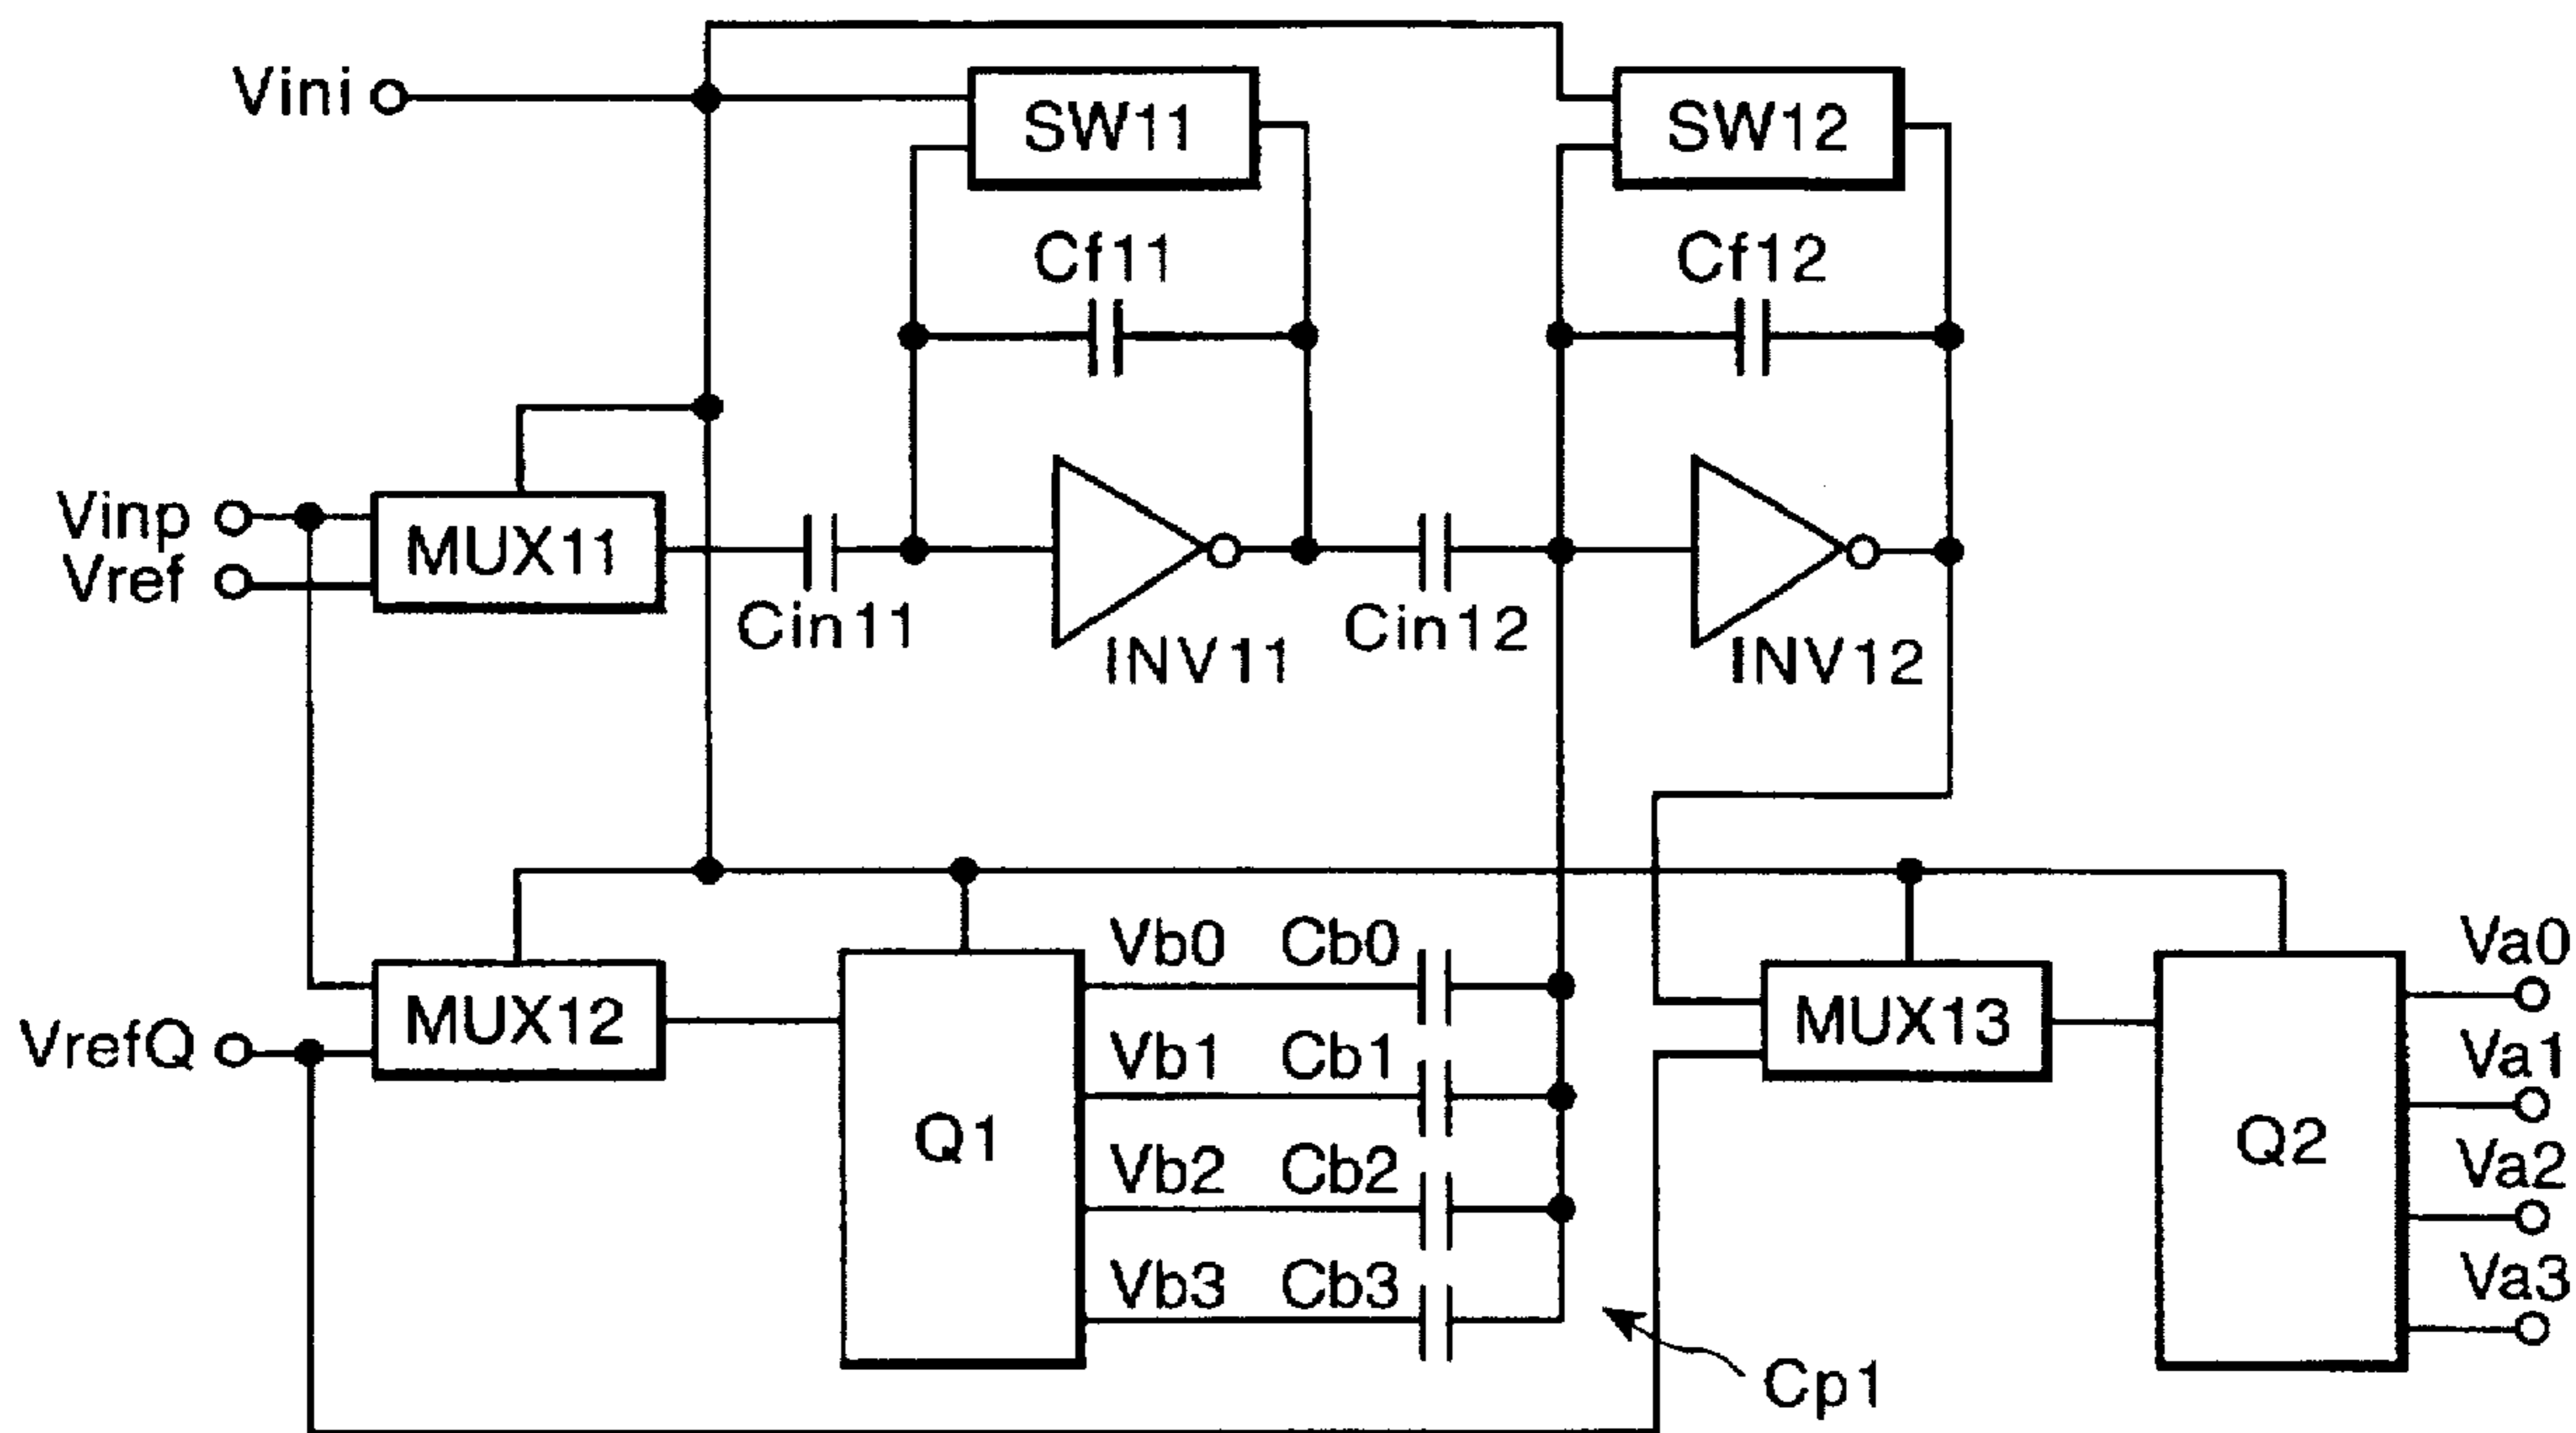 Vini
SW11
SW12
Cf11
Cf12
Vinp
Vref
MUX11
Cin11
INV11
Cin12
INV12
VrefQ
MUX12
Q1
Vb0 Cb0
Vb1 Cb1
Vb2 Cb2
Vb3 Cb3
MUX13
Q2
Va0
Va1
Va2
Va3
Cp1